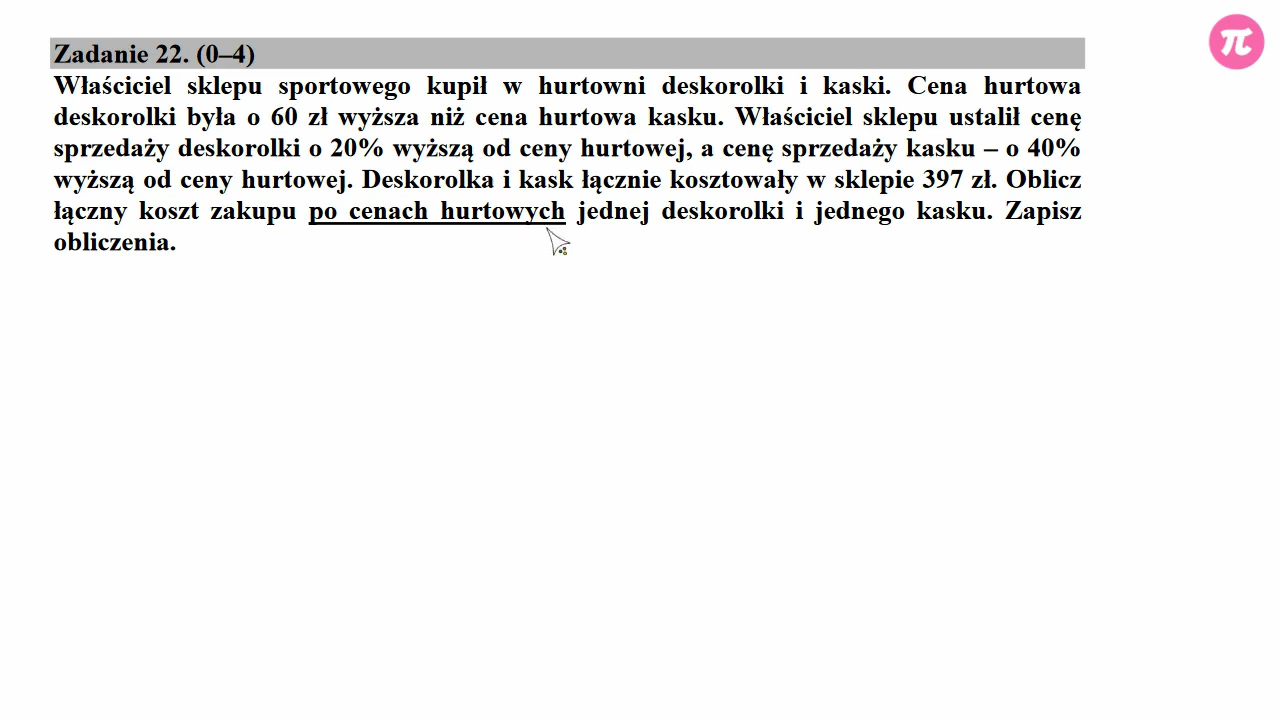 Zadanie 22. (0–4)
Właściciel sklepu sportowego kupił w hurtowni deskorolki i kaski. Cena hurtowa
deskorolki była o 60 zł wyższa niż cena hurtowa kasku. Właściciel sklepu ustalił cenę
sprzedaży deskorolki o 20% wyższą od ceny hurtowej, a cenę sprzedaży kasku – o 40%
wyższą od ceny hurtowej. Deskorolka i kask łącznie kosztowały w sklepie 397 zł. Oblicz
łączny koszt zakupu po cenach hurtowych jednej deskorolki i jednego kasku. Zapisz
obliczenia.
π